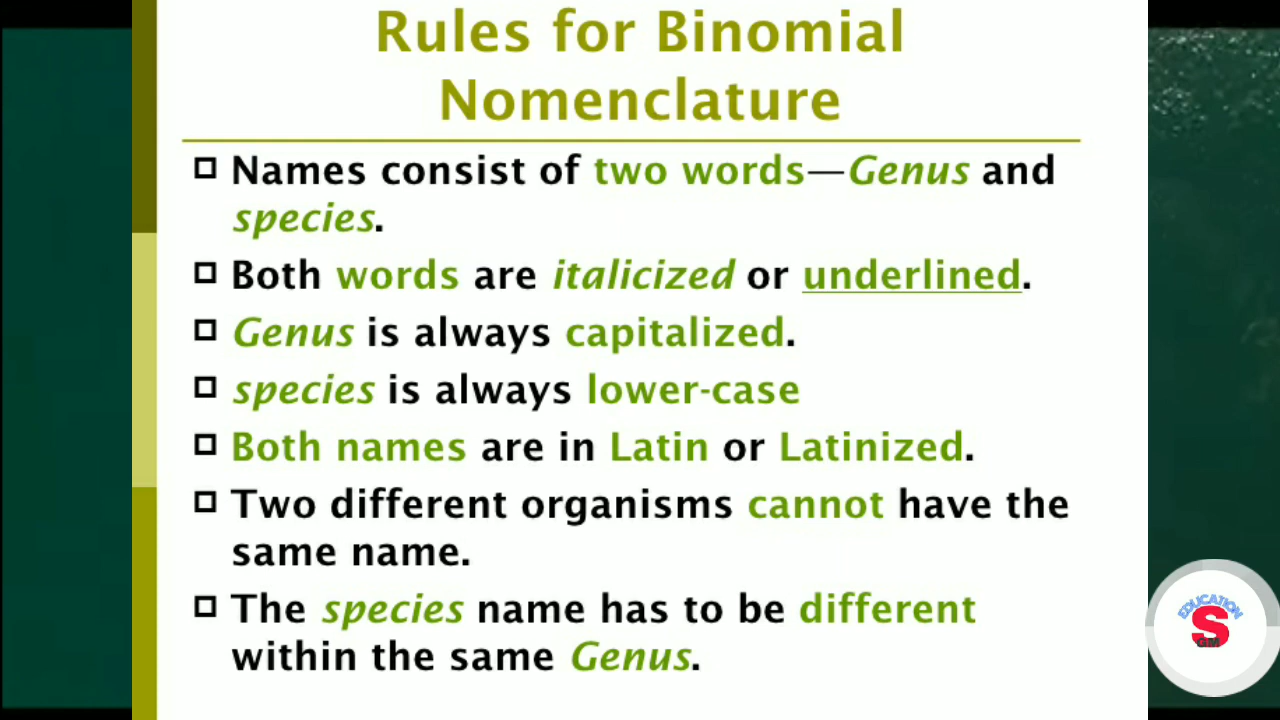 Rules for Binomial
Nomenclature
Names consist of two words—Genus and
species.
Both words are italicized or underlined.
Genus is always capitalized.
species is always lower-case
Both names are in Latin or Latinized.
Two different organisms cannot have the
same name.
The species name has to be different
within the same Genus.
EDUCATION
S
GM